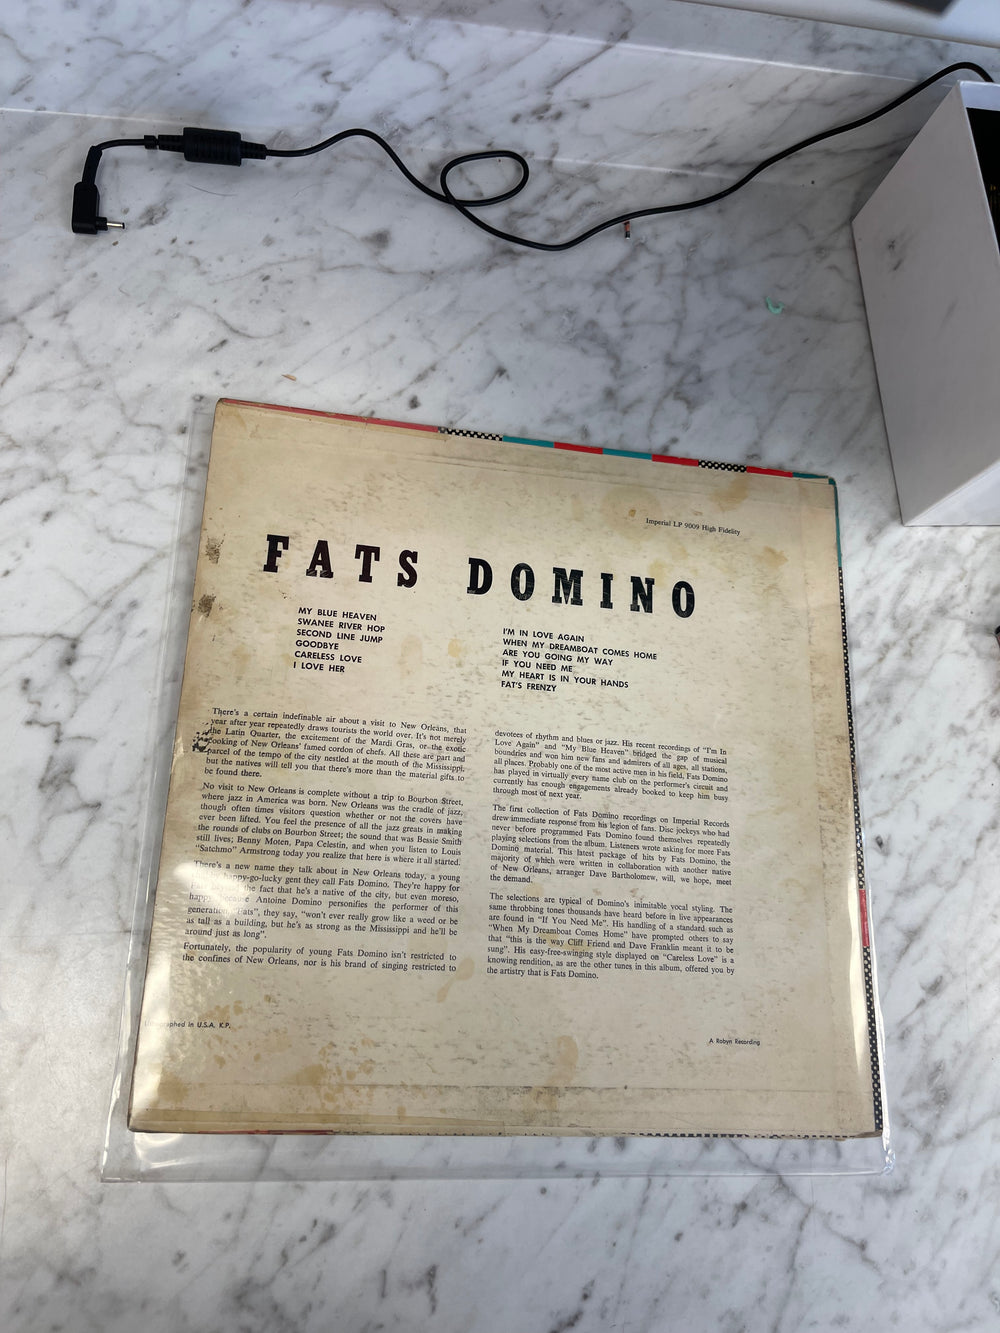 Imperial LP 9009 High Fidelity
FATS DOMINO
MY BLUE HEAVEN
SWANEE RIVER HOP
SECOND LINE JUMP
GOODBYE
CARELESS LOVE
I LOVE HER
I'M IN LOVE AGAIN
WHEN MY DREAMBOAT COMES HOME
ARE YOU GOING MY WAY
IF YOU NEED ME
MY HEART IS IN YOUR HANDS
FAT'S FRENZY
There's a certain indefinable air about a visit to New Orleans, that
year after year repeatedly draws tourists the world over. It's not merely
the Latin Quarter, the excitement of the Mardi Gras, or the exotic
cooking of New Orleans' famed cordon of chefs. All these are part and
parcel of the tempo of the city nestled at the mouth of the Mississippi,
but the natives will tell you that there's more than the material gifts to
be found there.
No visit to New Orleans is complete without a trip to Bourbon Street,
where jazz in America was born. New Orleans was the cradle of jazz,
though often times visitors question whether or not the covers have
ever been lifted. You feel the presence of all the jazz greats in making
the rounds of clubs on Bourbon Street; the sound that was Bessie Smith
still lives; Benny Moten, Papa Celestin, and when you listen to Louis
"Satchmo" Armstrong today you realize that here is where it all started.
There's a new name they talk about in New Orleans today, a young
happy-go-lucky gent they call Fats Domino. They're happy for
the fact that he's a native of the city, but even moreso,
happy because Antoine Domino personifies the performer of this
generation. "Fats", they say, "won't ever really grow like a weed or be
as tall as a building, but he's as strong as the Mississippi and he'll be
around just as long".
Fortunately, the popularity of young Fats Domino isn't restricted to
the confines of New Orleans, nor is his brand of singing restricted to
devotees of rhythm and blues or jazz. His recent recordings of "I'm In
Love Again" and "My Blue Heaven" bridged the gap of musical
boundries and won him new fans and admirers of all ages, all stations,
all places. Probably one of the most active men in his field, Fats Domino
has played in virtually every name club on the performer's circuit and
currently has enough engagements already booked to keep him busy
through most of next year.
The first collection of Fats Domino recordings on Imperial Records
drew immediate response from his legion of fans. Disc jockeys who had
never before programmed Fats Domino found themselves repeatedly
playing selections from the album. Listeners wrote asking for more Fats
Domino material. This latest package of hits by Fats Domino, the
majority of which were written in collaboration with another native
of New Orleans, arranger Dave Bartholomew, will, we hope, meet
the demand.
The selections are typical of Domino's inimitable vocal styling. The
same throbbing tones thousands have heard before in live appearances
are found in "If You Need Me". His handling of a standard such as
"When My Dreamboat Comes Home" have prompted others to say
that "this is the way Cliff Friend and Dave Franklin meant it to be
sung". His easy-free-swinging style displayed on "Careless Love" is a
knowing rendition, as are the other tunes in this album, offered you by
the artistry that is Fats Domino.
Lithographed in U.S.A. K.P.
A Robyn Recording